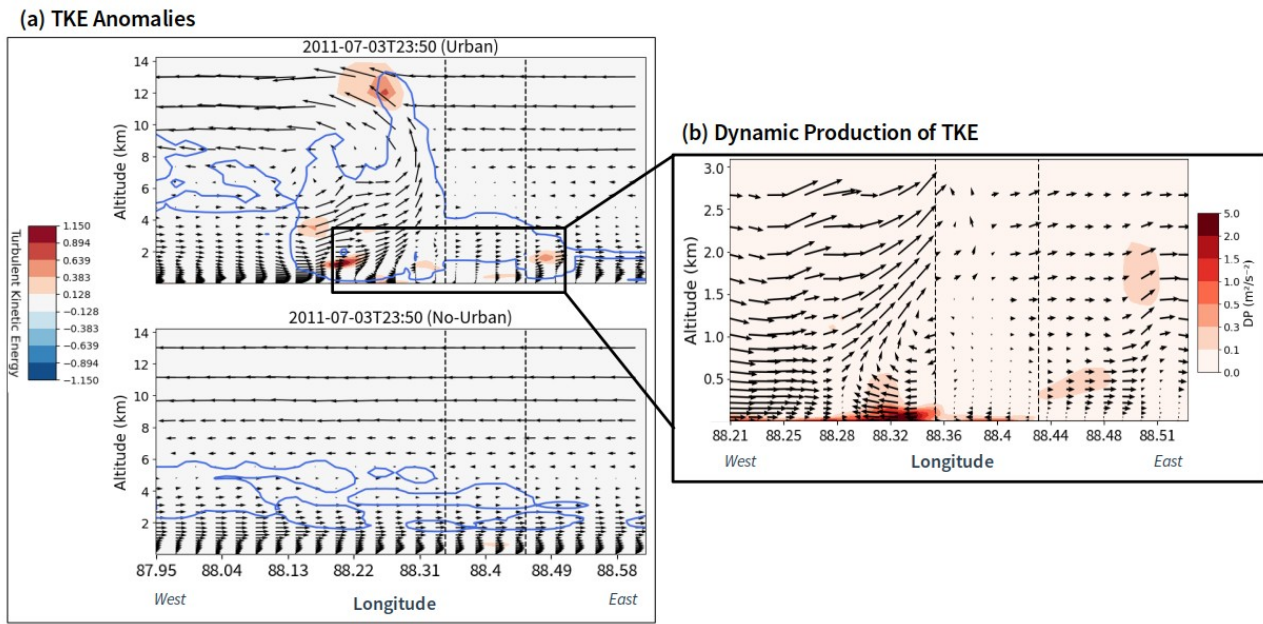 (a) TKE Anomalies
2011-07-03T23:50 (Urban)
14
12
10
8
6
4
2
Altitude (km)
Turbulent Kinetic Energy
1.150
0.894
0.639
0.383
0.128
−0.128
−0.383
−0.639
−0.894
−1.150
2011-07-03T23:50 (No-Urban)
14
12
10
8
6
4
2
Altitude (km)
87.95 88.04 88.13 88.22 88.31 88.4 88.49 88.58
West Longitude East
(b) Dynamic Production of TKE
3.0
2.5
2.0
1.5
1.0
0.5
Altitude (km)
88.21 88.25 88.28 88.32 88.36 88.4 88.44 88.48 88.51
West Longitude East
5.0
2.0
1.5
1.0
0.5
0.3
0.1
0.0
DP (m²/s⁻²)